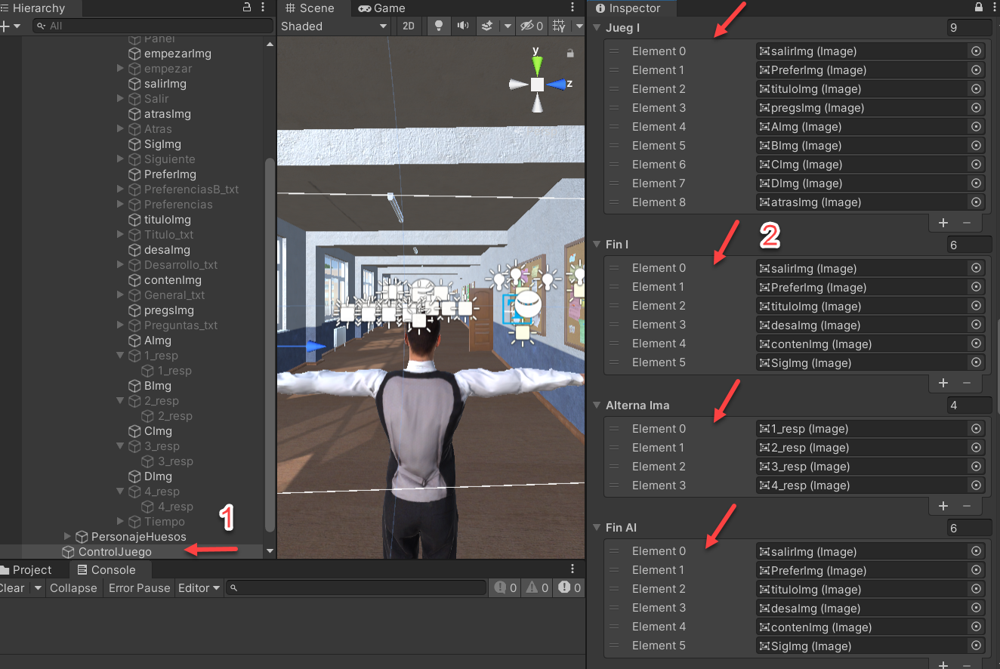 Hierarchy
All
Panel
empezarImg
empezar
salirImg
Salir
atrasImg
Atras
SigImg
Siguiente
PreferImg
PreferenciasB_txt
Preferencias
tituloImg
Titulo_txt
desaImg
Desarrollo_txt
contenImg
General_txt
pregsImg
Preguntas_txt
AImg
1_resp
1_resp
BImg
2_resp
2_resp
CImg
3_resp
3_resp
DImg
4_resp
4_resp
Tiempo
PersonajeHuesos
ControlJuego
1
Scene Game
Shaded 2D 0
y
z
Project Console
Clear Collapse Error Pause Editor 0 0 0
Inspector
Jueg I 9
Element 0 salirImg (Image)
Element 1 PreferImg (Image)
Element 2 tituloImg (Image)
Element 3 pregsImg (Image)
Element 4 AImg (Image)
Element 5 BImg (Image)
Element 6 CImg (Image)
Element 7 DImg (Image)
Element 8 atrasImg (Image)
2
Fin I 6
Element 0 salirImg (Image)
Element 1 PreferImg (Image)
Element 2 tituloImg (Image)
Element 3 desaImg (Image)
Element 4 contenImg (Image)
Element 5 SigImg (Image)
Alterna Ima 4
Element 0 1_resp (Image)
Element 1 2_resp (Image)
Element 2 3_resp (Image)
Element 3 4_resp (Image)
Fin Al 6
Element 0 salirImg (Image)
Element 1 PreferImg (Image)
Element 2 tituloImg (Image)
Element 3 desaImg (Image)
Element 4 contenImg (Image)
Element 5 SigImg (Image)